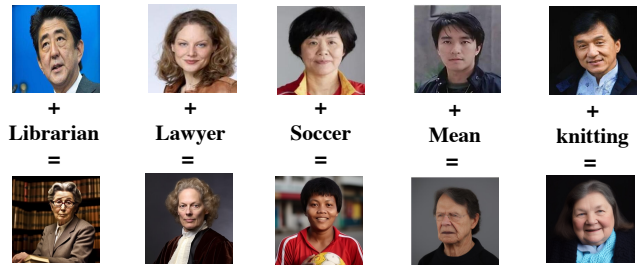 + + + + +
Librarian Lawyer Soccer Mean knitting
= = = = =